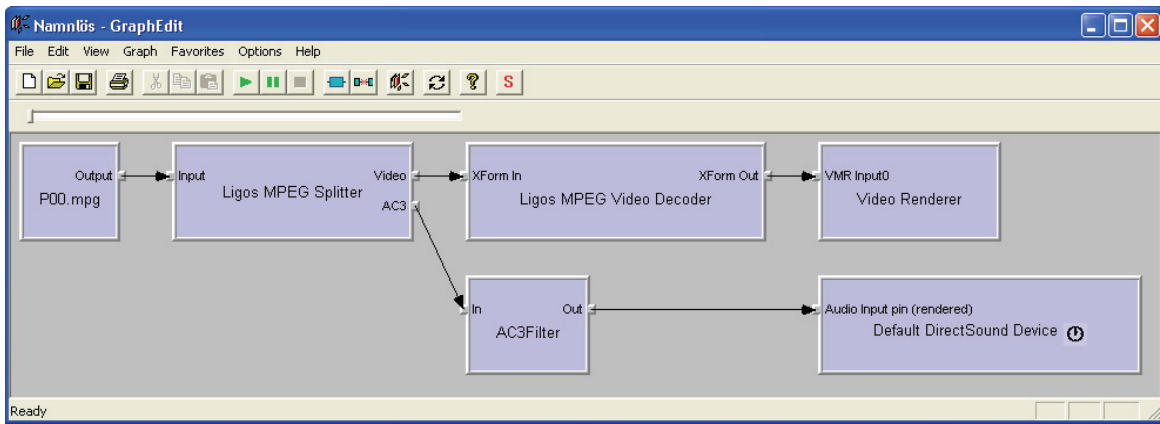 Namnlös - GraphEdit
File Edit View Graph Favorites Options Help
S
Output
P00.mpg
Input
Video
Ligos MPEG Splitter
AC3
XForm In
XForm Out
Ligos MPEG Video Decoder
VMR Input0
Video Renderer
In
Out
AC3Filter
Audio Input pin (rendered)
Default DirectSound Device
Ready